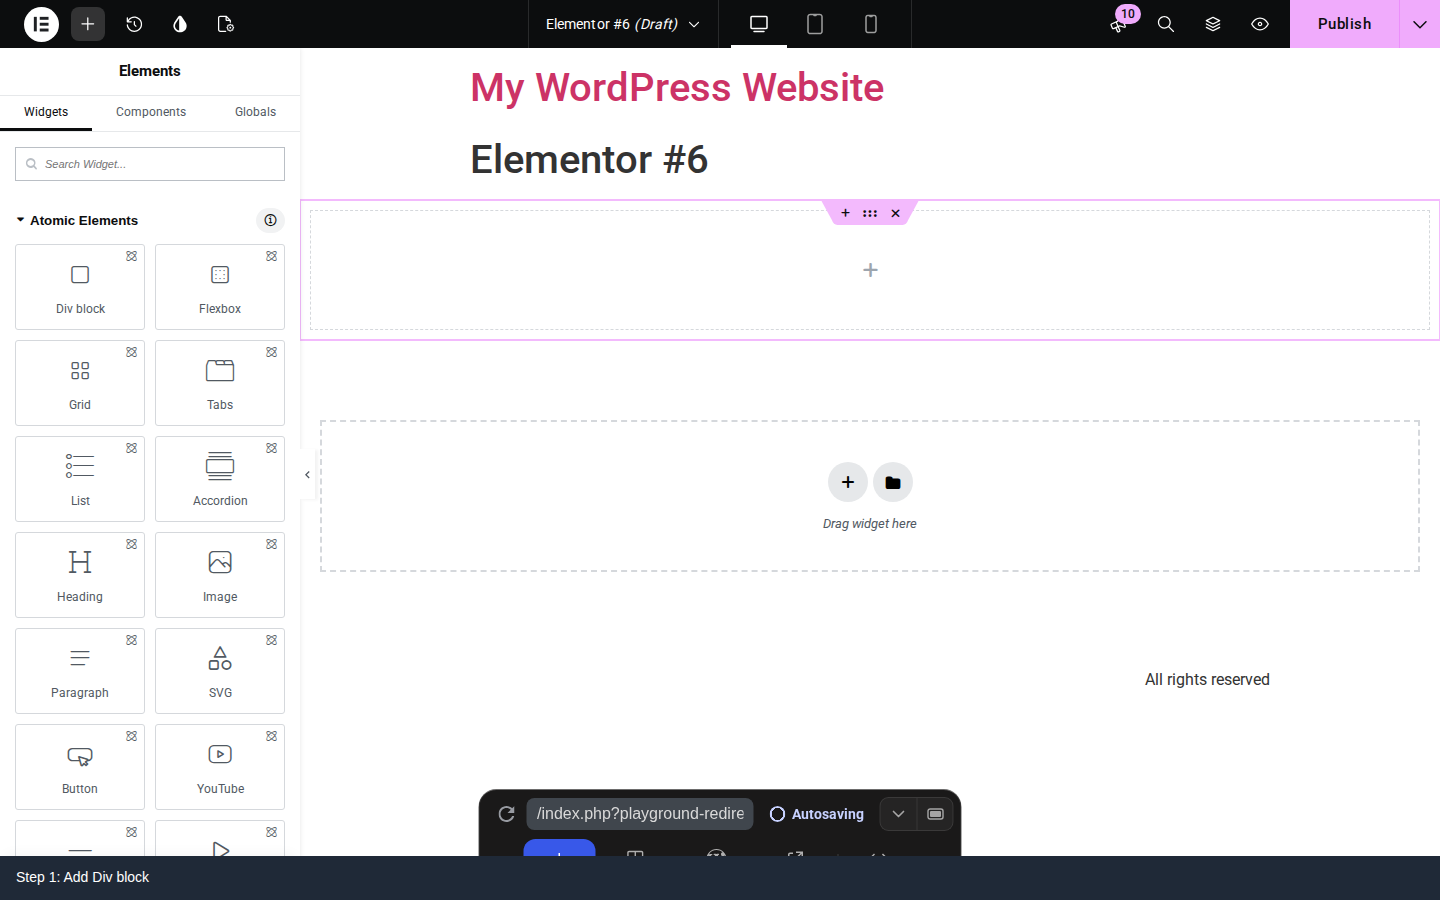 Elementor #6 (Draft)
10
Publish
Elements
Widgets
Components
Globals
Search Widget...
Atomic Elements
Div block
Flexbox
Grid
Tabs
List
Accordion
Heading
Image
Paragraph
SVG
Button
YouTube
My WordPress Website
Elementor #6
Drag widget here
All rights reserved
/index.php?playground-redire
Autosaving
Step 1: Add Div block